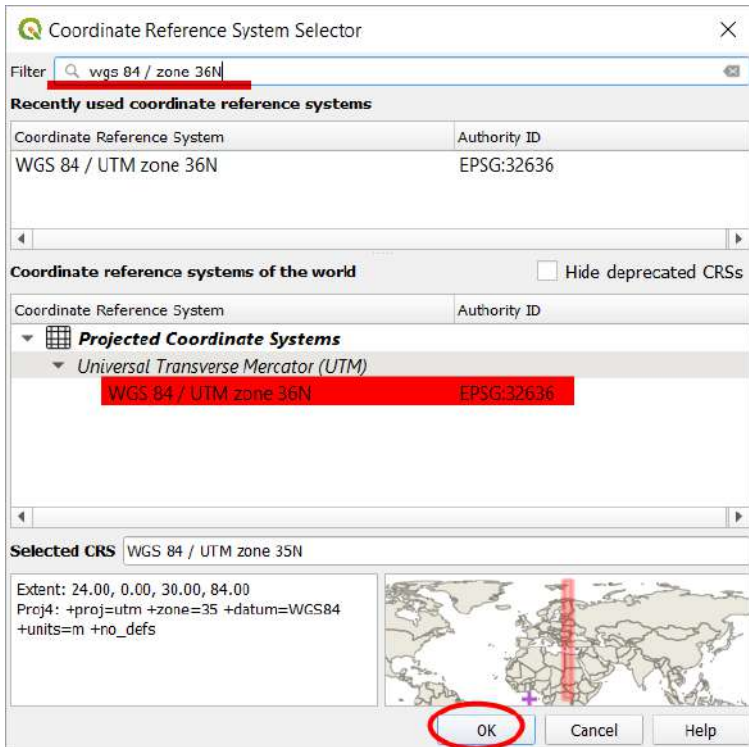 Coordinate Reference System Selector
Filter wgs 84 / zone 36N
Recently used coordinate reference systems
Coordinate Reference System Authority ID
WGS 84 / UTM zone 36N EPSG:32636
Coordinate reference systems of the world Hide deprecated CRSs
Coordinate Reference System Authority ID
Projected Coordinate Systems
Universal Transverse Mercator (UTM)
WGS 84 / UTM zone 36N EPSG:32636
Selected CRS WGS 84 / UTM zone 35N
Extent: 24.00, 0.00, 30.00, 84.00
Proj4: +proj=utm +zone=35 +datum=WGS84
+units=m +no_defs
OK Cancel Help